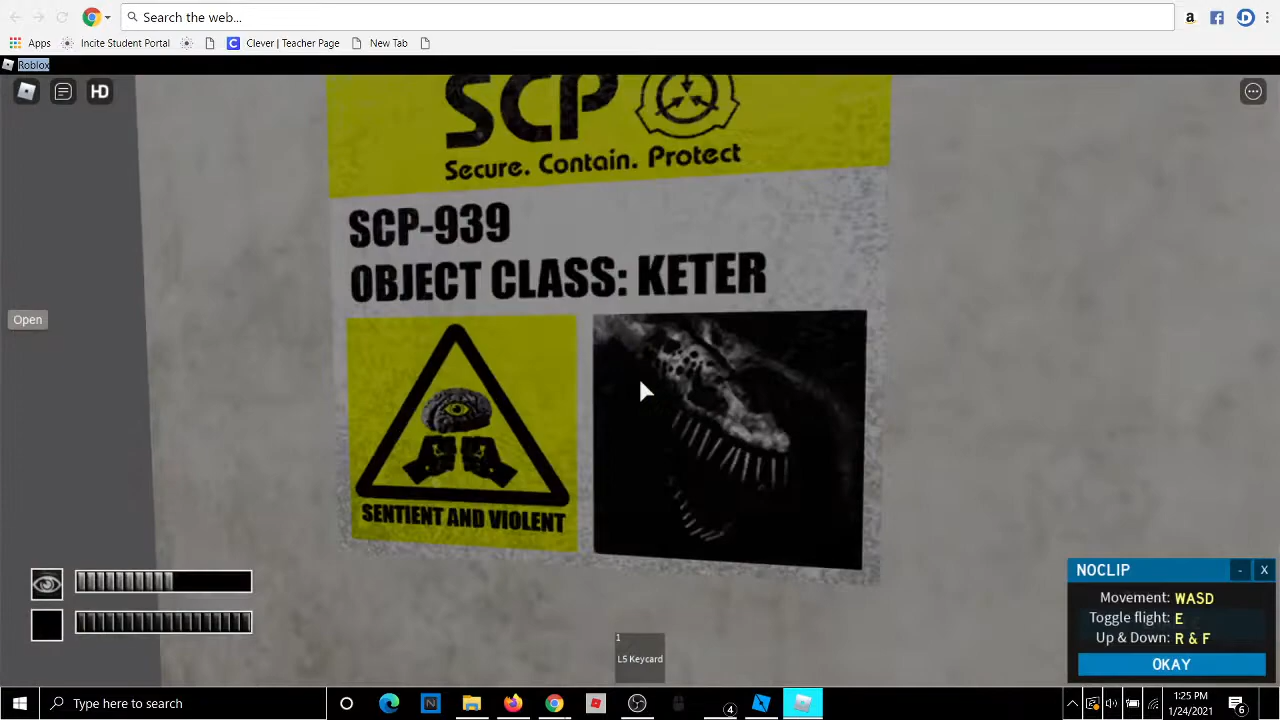 Search the web...
a
Apps
Incite Student Portal
Clever | Teacher Page
New Tab
Roblox
HD
SCP
Secure. Contain. Protect
SCP-939
OBJECT CLASS: KETER
Open
SENTIENT AND VIOLENT
NOCLIP
- X
Movement: WASD
Toggle flight: E
Up & Down: R & F
OKAY
1
L5 Keycard
Type here to search
N
4
1:25 PM
1/24/2021
6